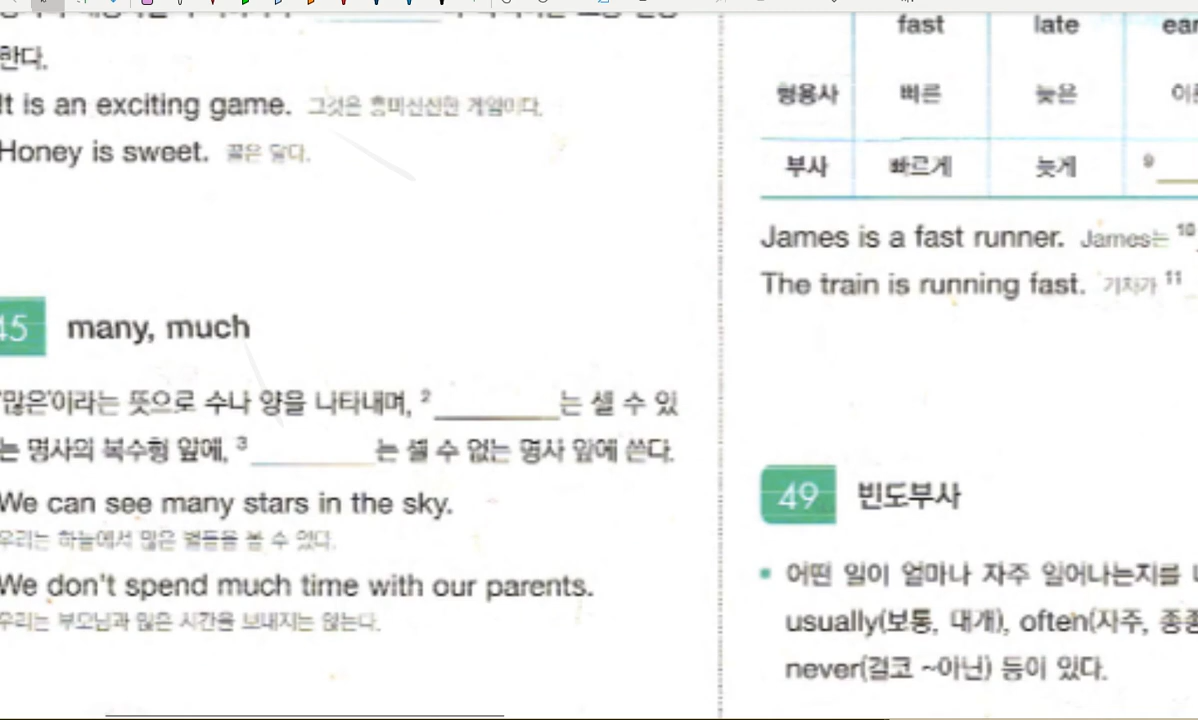 한다.
It is an exciting game. 그것은 흥미진진한 게임이다.
Honey is sweet. 꿀은 달다.
45 many, much
'많은'이라는 뜻으로 수나 양을 나타내며, 2 ________는 셀 수 있
는 명사의 복수형 앞에, 3 ________ 는 셀 수 없는 명사 앞에 쓴다.
We can see many stars in the sky.
우리는 하늘에서 많은 별들을 볼 수 있다.
We don't spend much time with our parents.
우리는 부모님과 많은 시간을 보내지는 않는다.
fast late
형용사 빠른 늦은
부사 빠르게 늦게 9
James is a fast runner. James는 10
The train is running fast. 기차가 11
49 빈도부사
어떤 일이 얼마나 자주 일어나는지를
usually(보통, 대개), often(자주,
never(결코 ~아닌) 등이 있다.